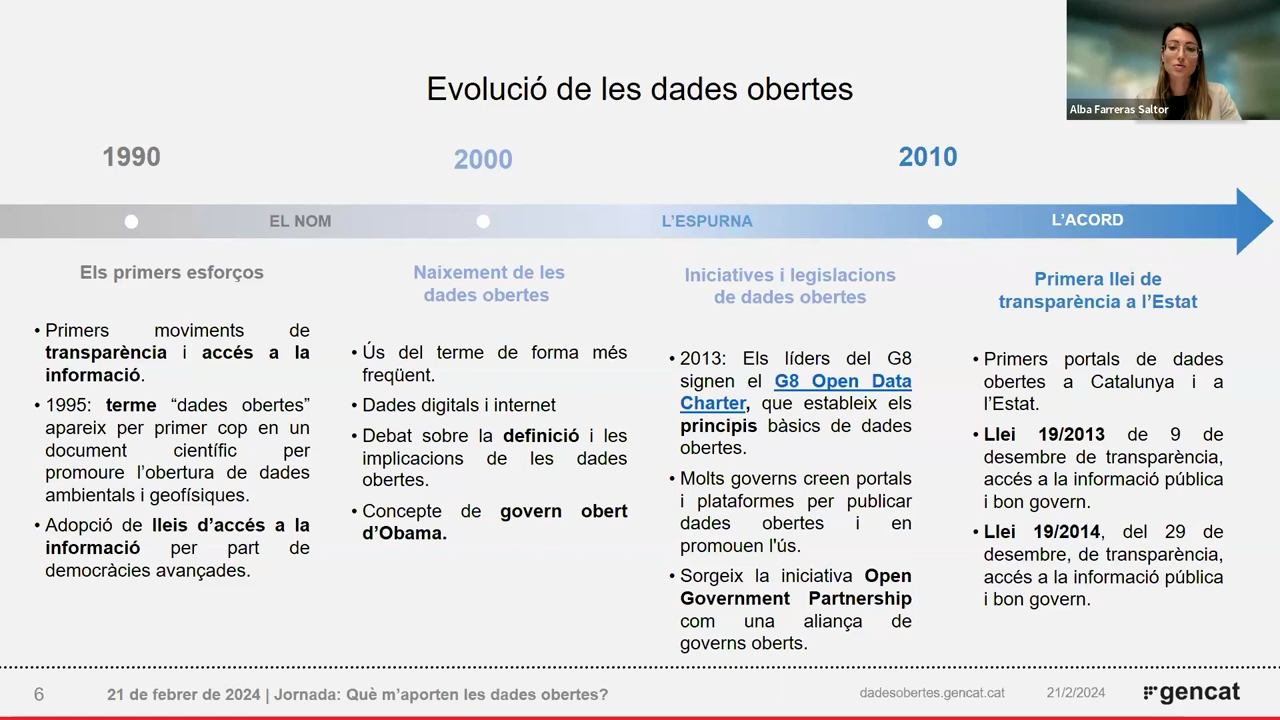 Evolució de les dades obertes
Alba Farreras Saltor
1990
2000
2010
EL NOM
L'ESPURNA
L'ACORD
Els primers esforços
• Primers moviments de
transparència i accés a la
informació.
• 1995: terme “dades obertes”
apareix per primer cop en un
document científic per
promoure l’obertura de dades
ambientals i geofísiques.
• Adopció de lleis d’accés a la
informació per part de
democràcies avançades.
Naixement de les
dades obertes
• Ús del terme de forma més
freqüent.
• Dades digitals i internet
• Debat sobre la definició i les
implicacions de les dades
obertes.
• Concepte de govern obert
d’Obama.
Iniciatives i legislacions
de dades obertes
• 2013: Els líders del G8
signen el G8 Open Data
Charter, que estableix els
principis bàsics de dades
obertes.
• Molts governs creen portals
i plataformes per publicar
dades obertes i en
promouen l'ús.
• Sorgeix la iniciativa Open
Government Partnership
com una aliança de
governs oberts.
Primera llei de
transparència a l’Estat
• Primers portals de dades
obertes a Catalunya i a
l’Estat.
• Llei 19/2013 de 9 de
desembre de transparència,
accés a la informació pública
i bon govern.
• Llei 19/2014, del 29 de
desembre, de transparència,
accés a la informació pública
i bon govern.
6
21 de febrer de 2024 | Jornada: Què m’aporten les dades obertes?
dadesobertes.gencat.cat
21/2/2024
gencat